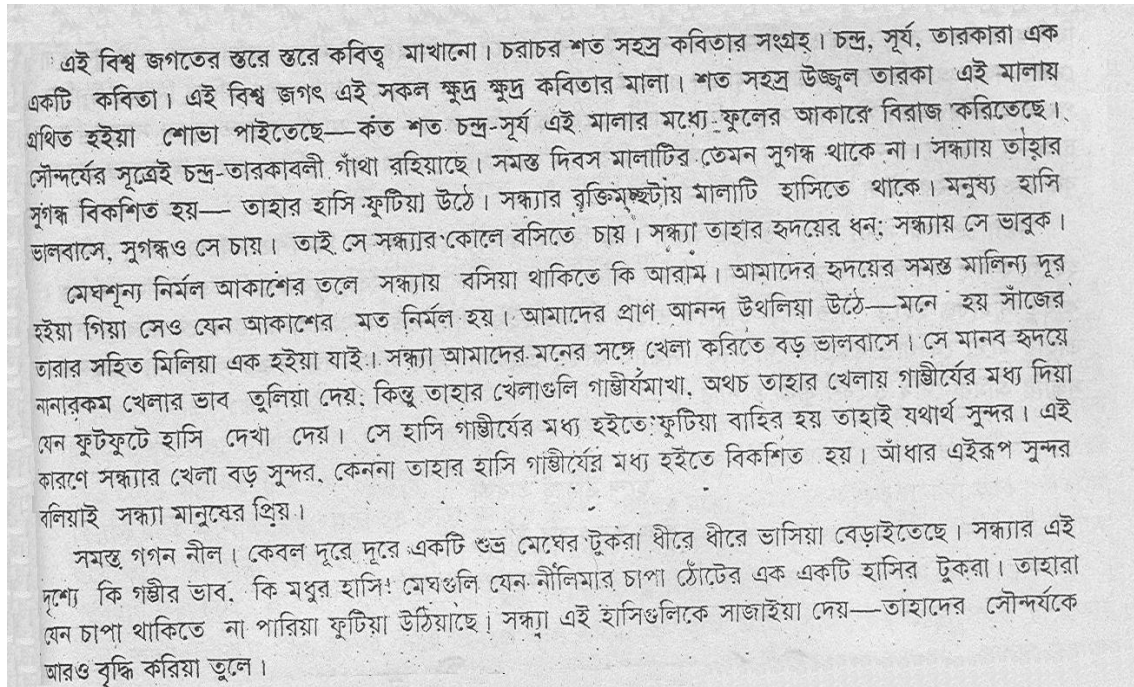 এই বিশ্ব জগতের স্তরে স্তরে কবিত্ব মাখানো। চরাচর শত সহস্র কবিতার সংগ্রহ। চন্দ্র, সূর্য, তারকারা এক
একটি কবিতা। এই বিশ্ব জগৎ এই সকল ক্ষুদ্র ক্ষুদ্র কবিতার মালা। শত সহস্র উজ্জ্বল তারকা এই মালায়
গ্রথিত হইয়া শোভা পাইতেছে—কত শত চন্দ্র-সূর্য এই মালার মধ্যে ফুলের আকারে বিরাজ করিতেছে।
সৌন্দর্যের সূত্রেই চন্দ্র-তারকাবলী গাঁথা রহিয়াছে। সমস্ত দিবস মালাটির তেমন সুগন্ধ থাকে না। সন্ধ্যায় তাহার
সুগন্ধ বিকশিত হয়— তাহার হাসি ফুটিয়া উঠে। সন্ধ্যার মালাটি হাসিতে থাকে। মনুষ্য হাসি
ভালবাসে, সুগন্ধও সে চায়। তাই সে সন্ধ্যার কোলে বসিতে চায়। সন্ধ্যা তাহার হৃদয়ের ধন; সন্ধ্যায় সে ভাবুক।
মেঘশূন্য নির্মল আকাশের তলে সন্ধ্যায় বসিয়া থাকিতে কি আরাম। আমাদের হৃদয়ের সমস্ত মালিন্য দূর
হইয়া গিয়া সেও যেন আকাশের মত নির্মল হয়। আমাদের প্রাণ আনন্দ উথলিয়া উঠে—মনে হয় সাঁজের
তারার সহিত মিলিয়া এক হইয়া যাই। সন্ধ্যা আমাদের মনের সঙ্গে খেলা করিতে বড় ভালবাসে। সে মানব হৃদয়ে
নানারকম খেলার ভাব তুলিয়া দেয়; কিন্তু তাহার খেলাগুলি গাম্ভীর্যমাখা, অথচ তাহার খেলায় গাম্ভীর্যের মধ্য দিয়া
যেন ফুটফুটে হাসি দেখা দেয়। সে হাসি গাম্ভীর্যের মধ্য হইতে ফুটিয়া বাহির হয় তাহাই যথার্থ সুন্দর। এই
কারণে সন্ধ্যার খেলা বড় সুন্দর, কেননা তাহার হাসি গাম্ভীর্যের মধ্য হইতে বিকশিত হয়। আঁধার এইরূপ সুন্দর
বলিয়াই সন্ধ্যা মানুষের প্রিয়।
সমস্ত গগন নীল। কেবল দূরে দূরে একটি শুভ্র মেঘের টুকরা ধীরে ধীরে ভাসিয়া বেড়াইতেছে। সন্ধ্যার এই
দৃশ্যে কি গম্ভীর ভাব, কি মধুর হাসি! মেঘগুলি যেন নীলিমার চাপা ঠোঁটের এক একটি হাসির টুকরা। তাহারা
যেন চাপা থাকিতে না পারিয়া ফুটিয়া উঠিয়াছে। সন্ধ্যা এই হাসিগুলিকে সাজাইয়া দেয়—তাহাদের সৌন্দর্যকে
আরও বৃদ্ধি করিয়া তুলে।